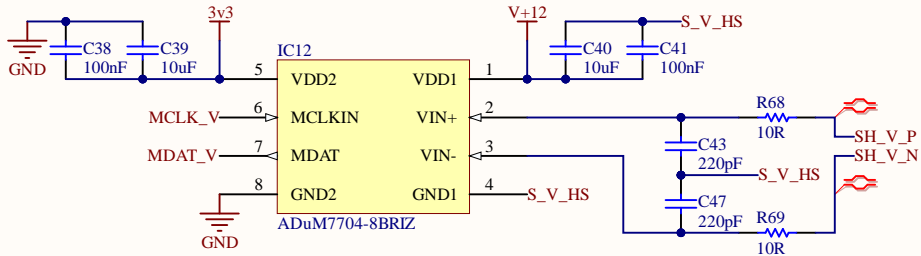 3v3
V+12
S_V_HS
GND
C38
100nF
C39
10uF
C40
10uF
C41
100nF
IC12
5 VDD2 VDD1 1
MCLK_V 6 MCLKIN VIN+ 2
R68
10R
SH_V_P
C43
220pF
MDAT_V 7 MDAT VIN- 3
SH_V_N
S_V_HS
8 GND2 GND1 4 S_V_HS
C47
220pF
R69
10R
GND
ADuM7704-8BRIZ